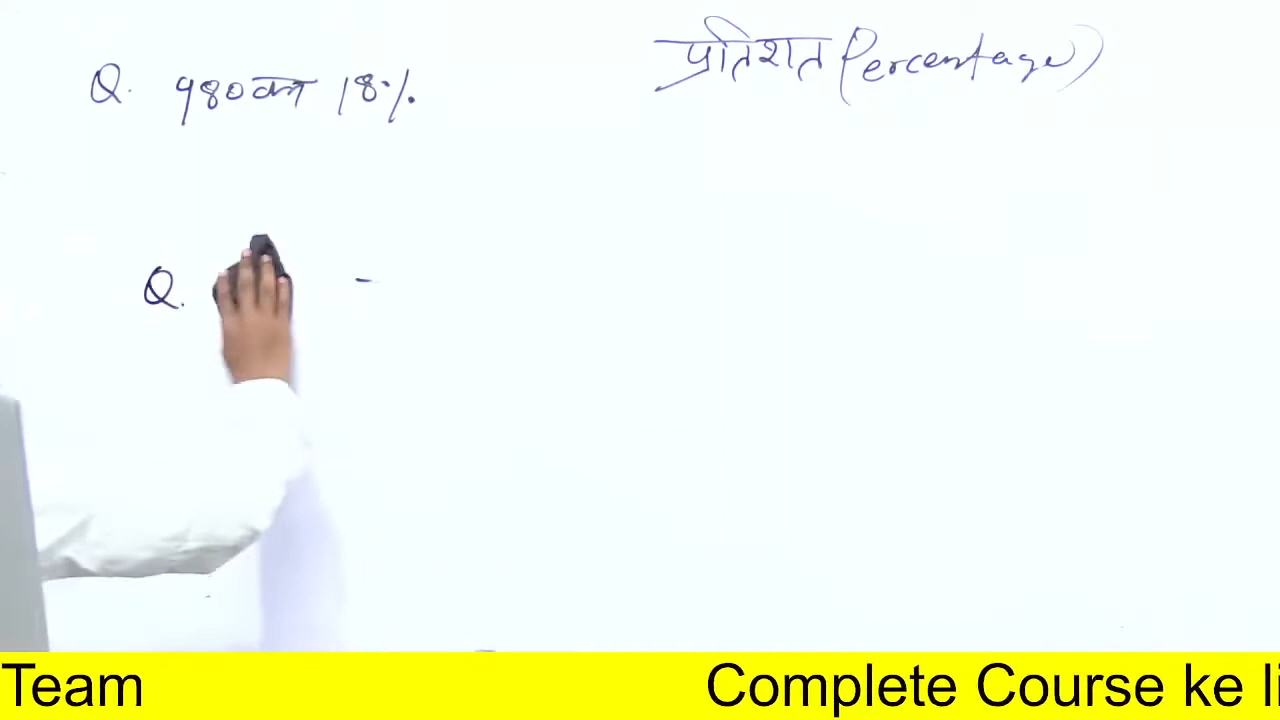 प्रतिशत (Percentage)
Q. 980 का 18%
Q.
Team Complete Course ke li